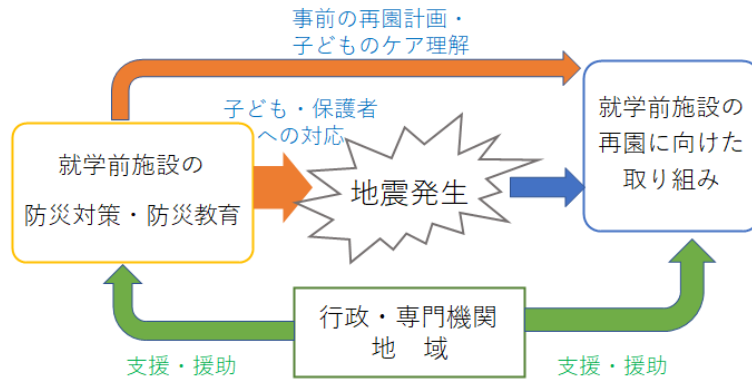 事前の再園計画・
子どものケア理解
子ども・保護者
への対応
就学前施設の
防災対策・防災教育
地震発生
就学前施設の
再園に向けた
取り組み
行政・専門機関
地　域
支援・援助
支援・援助